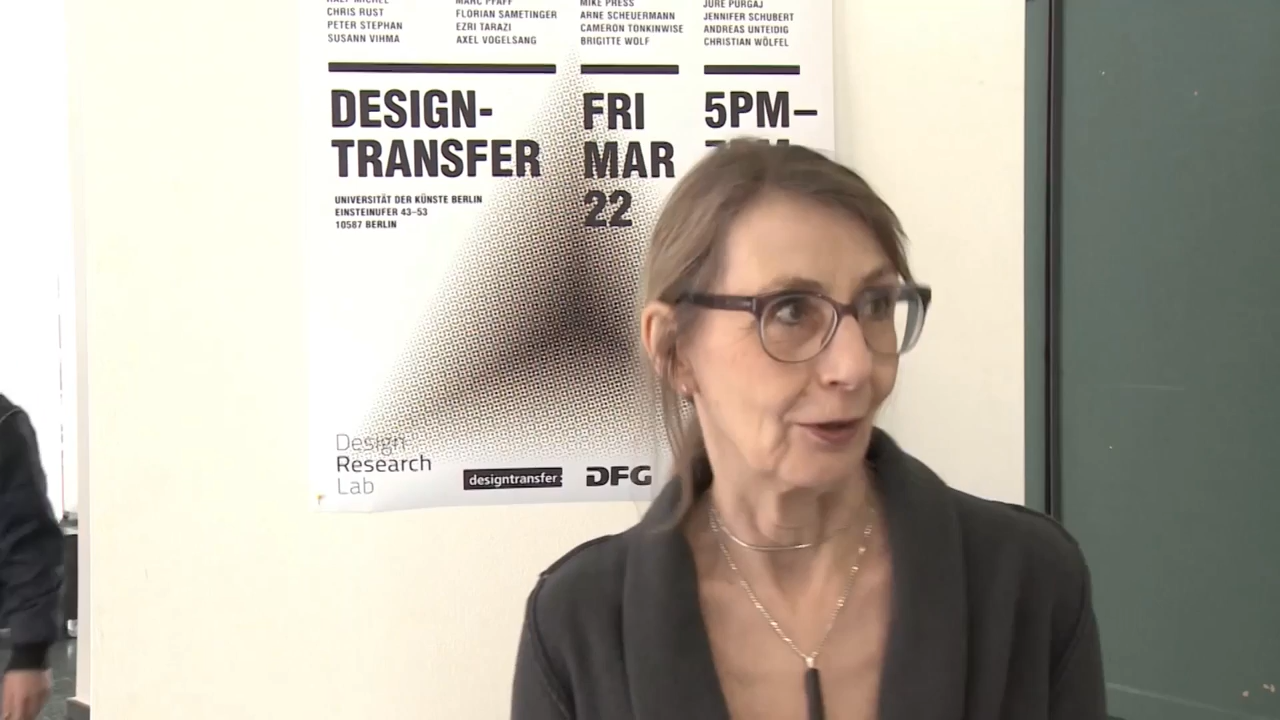 RALF MICHEL
CHRIS RUST
PETER STEPHAN
SUSANN VIHMA
MARC PFAFF
FLORIAN SAMETINGER
EZRI TARAZI
AXEL VOGELSANG
MIKE PRESS
ARNE SCHEUERMANN
CAMERON TONKINWISE
BRIGITTE WOLF
JURE PURGAJ
JENNIFER SCHUBERT
ANDREAS UNTEIDIG
CHRISTIAN WÖLFEL
DESIGN-
TRANSFER
UNIVERSITÄT DER KÜNSTE BERLIN
EINSTEINUFER 43–53
10587 BERLIN
FRI
MAR
22
5PM–
Design
Research
Lab
designtransfer:
DFG